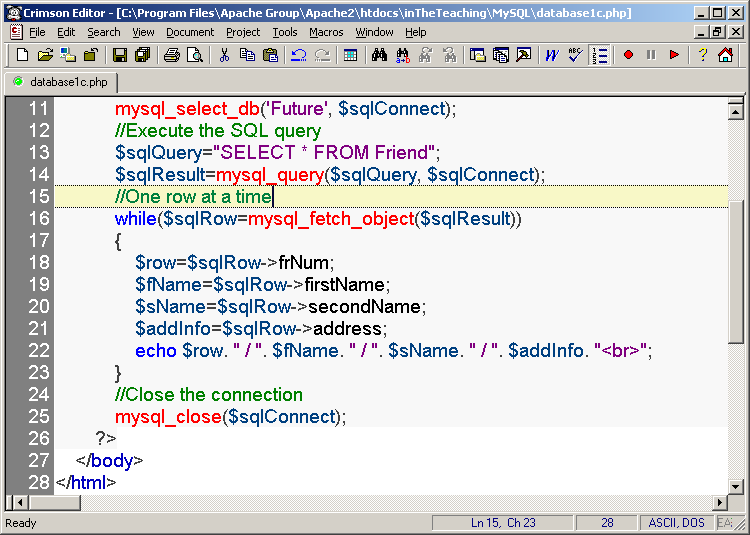 Crimson Editor - [C:\Program Files\Apache Group\Apache2\htdocs\inTheTeaching\MySQL\database1c.php]
File Edit Search View Document Project Tools Macros Window Help
database1c.php
11 mysql_select_db('Future', $sqlConnect);
12 //Execute the SQL query
13 $sqlQuery="SELECT * FROM Friend";
14 $sqlResult=mysql_query($sqlQuery, $sqlConnect);
15 //One row at a time
16 while($sqlRow=mysql_fetch_object($sqlResult))
17 {
18 $row=$sqlRow->frNum;
19 $fName=$sqlRow->firstName;
20 $sName=$sqlRow->secondName;
21 $addInfo=$sqlRow->address;
22 echo $row. " / ". $fName. " / ". $sName. " / ". $addInfo. "<br>";
23 }
24 //Close the connection
25 mysql_close($sqlConnect);
26 ?>
27 </body>
28 </html>
Ready Ln 15, Ch 23 28 ASCII, DOS